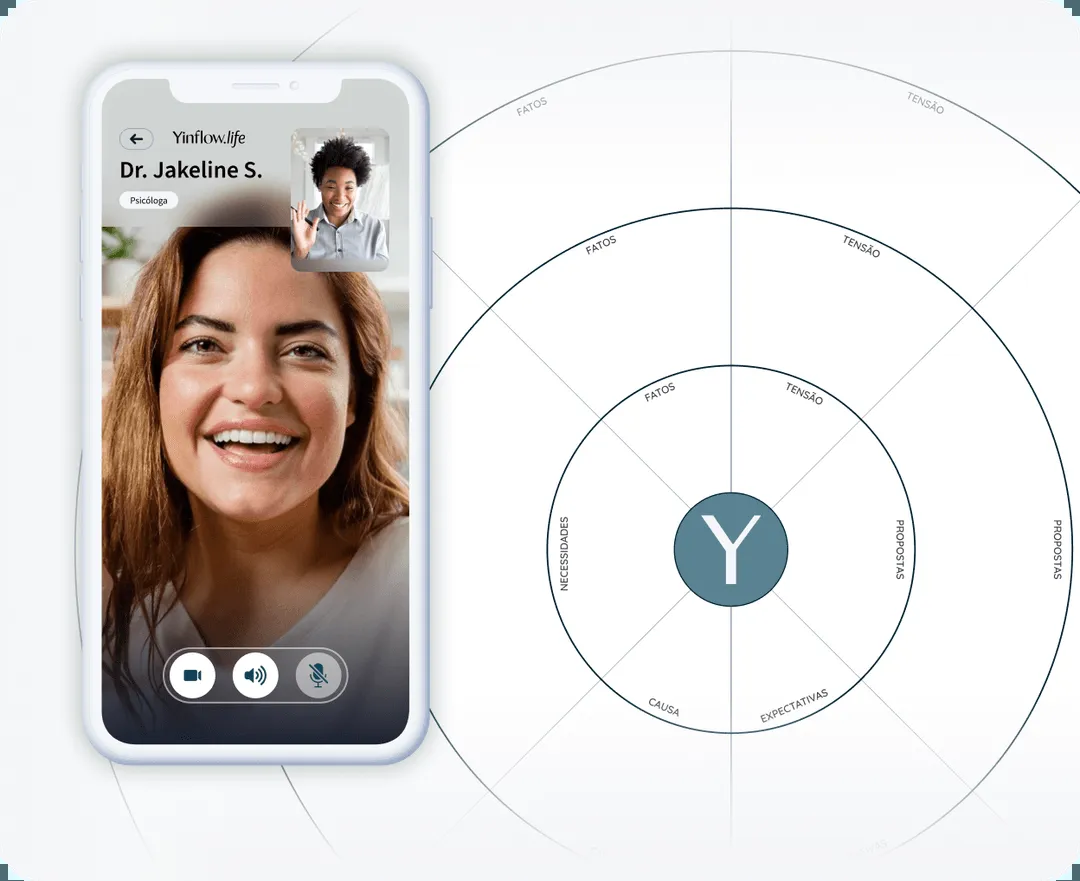 Yinflow.life
Dr. Jakeline S.
Psicóloga
FATOS
TENSÃO
FATOS
TENSÃO
FATOS
TENSÃO
NECESSIDADES
PROPOSTAS
PROPOSTAS
Y
CAUSA
EXPECTATIVAS